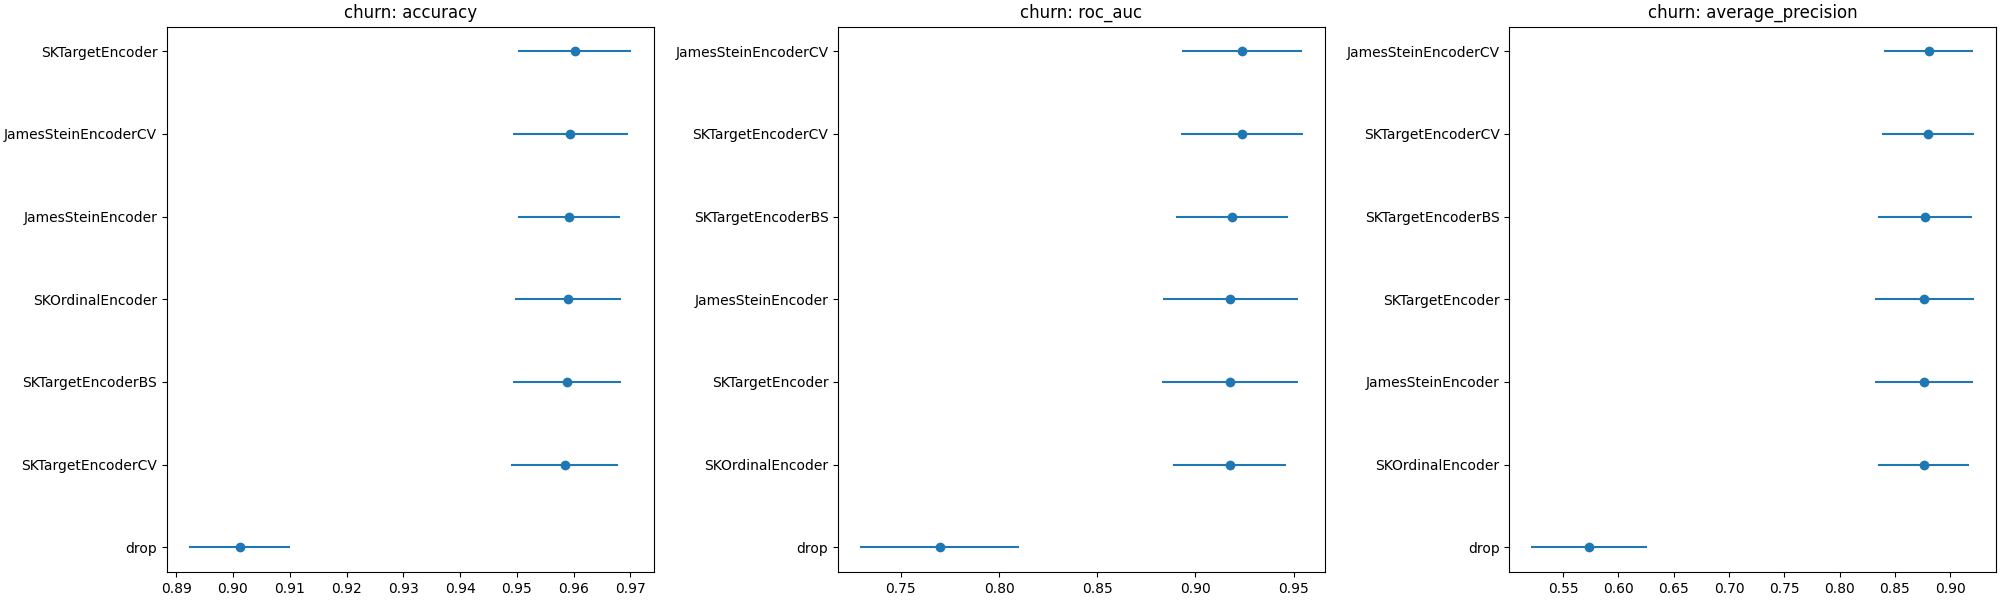 churn: accuracy
SKTargetEncoder
JamesSteinEncoderCV
JamesSteinEncoder
SKOrdinalEncoder
SKTargetEncoderBS
SKTargetEncoderCV
drop
0.89 0.90 0.91 0.92 0.93 0.94 0.95 0.96 0.97
churn: roc_auc
JamesSteinEncoderCV
SKTargetEncoderCV
SKTargetEncoderBS
JamesSteinEncoder
SKTargetEncoder
SKOrdinalEncoder
drop
0.75 0.80 0.85 0.90 0.95
churn: average_precision
JamesSteinEncoderCV
SKTargetEncoderCV
SKTargetEncoderBS
SKTargetEncoder
JamesSteinEncoder
SKOrdinalEncoder
drop
0.55 0.60 0.65 0.70 0.75 0.80 0.85 0.90